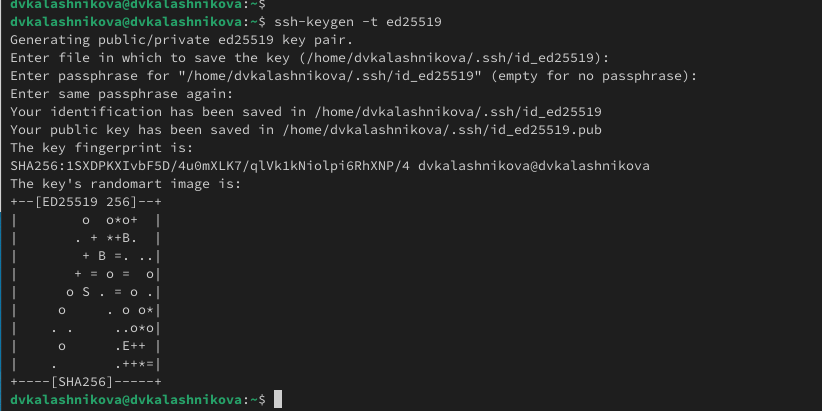 dvkalashnikova@dvkalashnikova:~$
dvkalashnikova@dvkalashnikova:~$ ssh-keygen -t ed25519
Generating public/private ed25519 key pair.
Enter file in which to save the key (/home/dvkalashnikova/.ssh/id_ed25519):
Enter passphrase for "/home/dvkalashnikova/.ssh/id_ed25519" (empty for no passphrase):
Enter same passphrase again:
Your identification has been saved in /home/dvkalashnikova/.ssh/id_ed25519
Your public key has been saved in /home/dvkalashnikova/.ssh/id_ed25519.pub
The key fingerprint is:
SHA256:1SXDPKXIvbF5D/4u0mXLK7/qlVk1kNiolpi6RhXNP/4 dvkalashnikova@dvkalashnikova
The key's randomart image is:
+--[ED25519 256]--+
|        o  o*o+  |
|       . + *+B.  |
|        + B =. ..|
|       + = o =  o|
|      o S . = o .|
|     o     . o o*|
|    . .     ..o*o|
|     o      .E++ |
|    .       .++*=|
+----[SHA256]-----+
dvkalashnikova@dvkalashnikova:~$